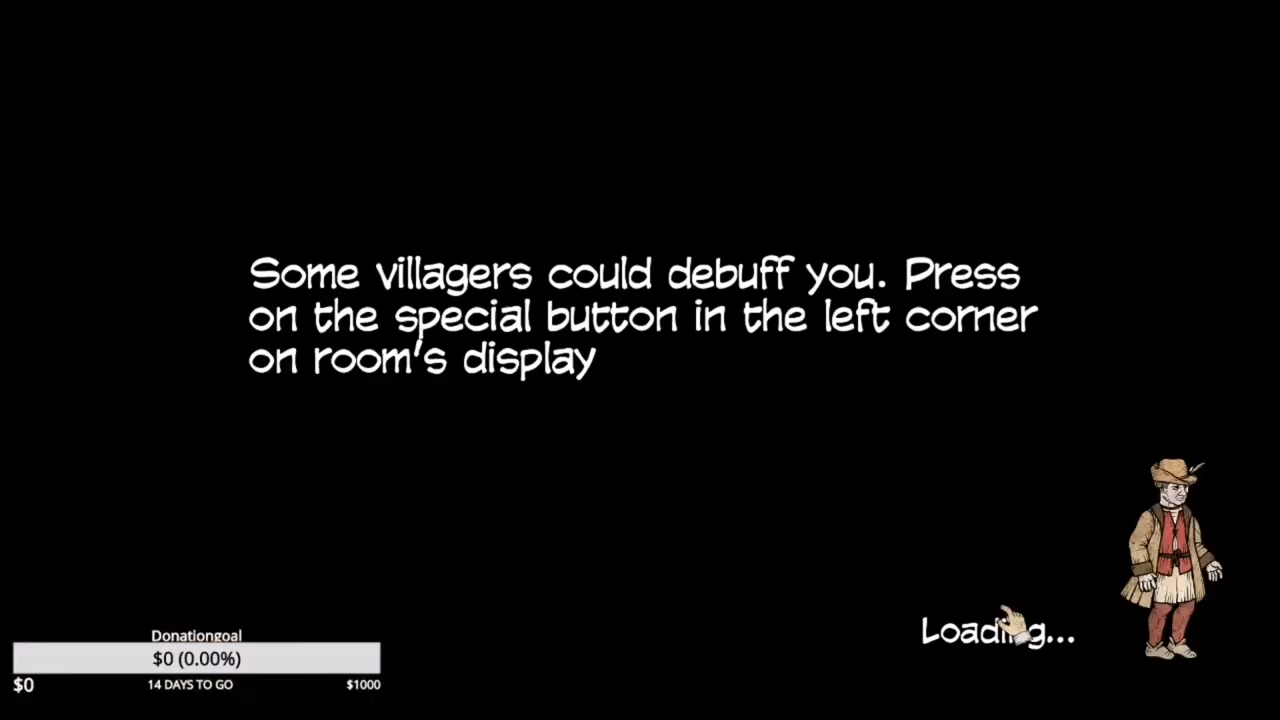 Some villagers could debuff you. Press
on the special button in the left corner
on room's display
Loading...
Donationgoal
$0 (0.00%)
$0 14 DAYS TO GO $1000